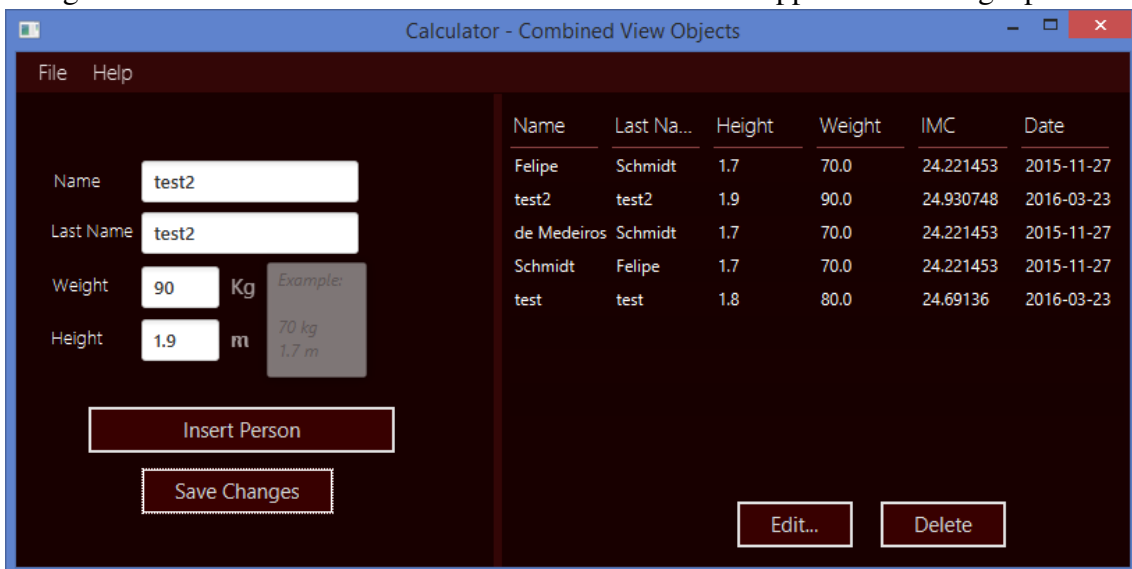 Calculator - Combined View Objects
File Help
Name
test2
Last Name
test2
Weight
90
Kg
Height
1.9
m
Example:
70 kg
1.7 m
Insert Person
Save Changes
Name Last Na... Height Weight IMC Date
Felipe Schmidt 1.7 70.0 24.221453 2015-11-27
test2 test2 1.9 90.0 24.930748 2016-03-23
de Medeiros Schmidt 1.7 70.0 24.221453 2015-11-27
Schmidt Felipe 1.7 70.0 24.221453 2015-11-27
test test 1.8 80.0 24.69136 2016-03-23
Edit... Delete